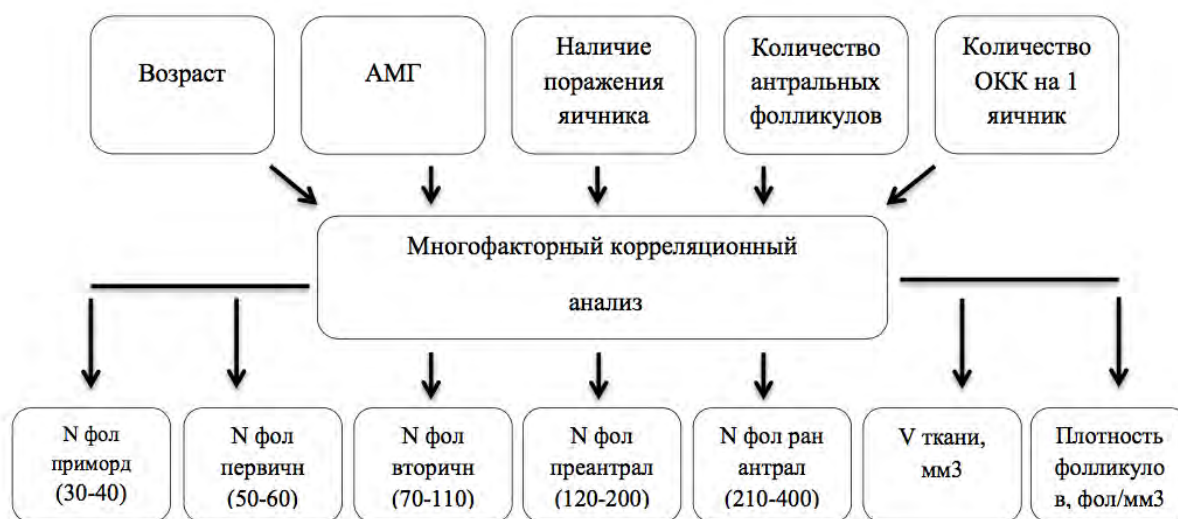 Возраст
АМГ
Наличие
поражения
яичника
Количество
антральных
фолликулов
Количество
ОКК на 1
яичник
Многофакторный корреляционный
анализ
N фол
приморд
(30-40)
N фол
первичн
(50-60)
N фол
вторичн
(70-110)
N фол
преантрал
(120-200)
N фол ран
антрал
(210-400)
V ткани,
мм3
Плотность
фолликуло
в, фол/мм3